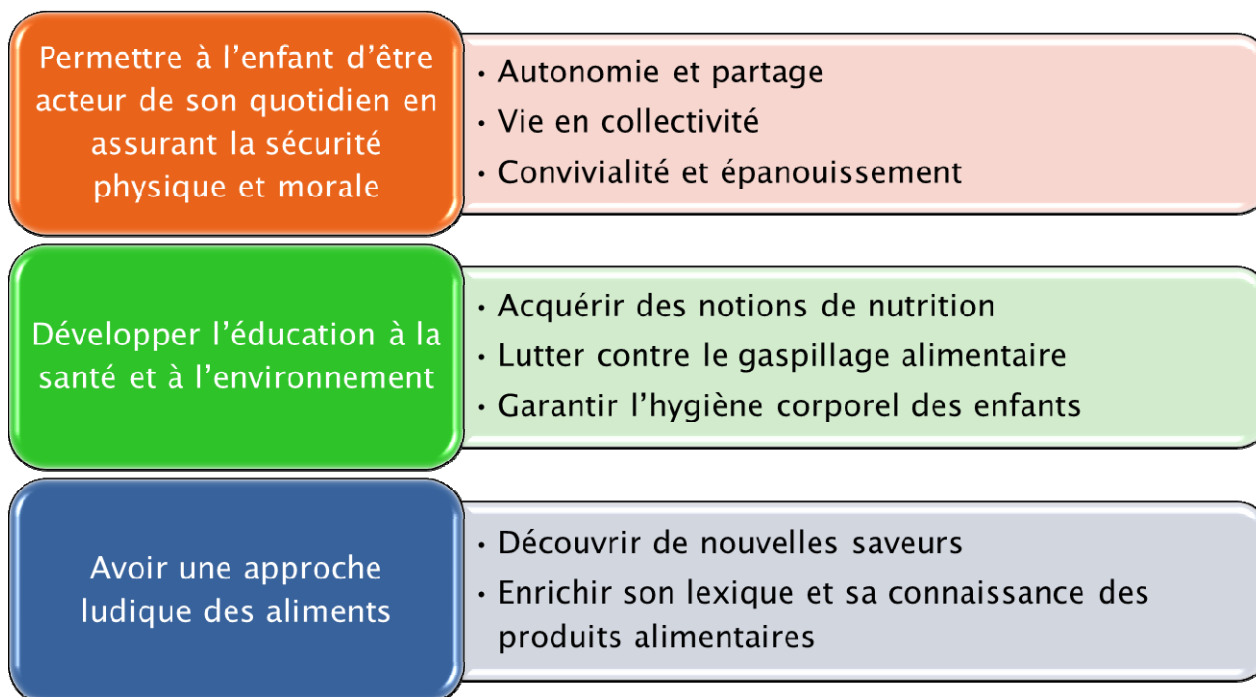 Permettre à l'enfant d'être
acteur de son quotidien en
assurant la sécurité
physique et morale
• Autonomie et partage
• Vie en collectivité
• Convivialité et épanouissement
Développer l'éducation à la
santé et à l'environnement
• Acquérir des notions de nutrition
• Lutter contre le gaspillage alimentaire
• Garantir l'hygiène corporel des enfants
Avoir une approche
ludique des aliments
• Découvrir de nouvelles saveurs
• Enrichir son lexique et sa connaissance des
produits alimentaires